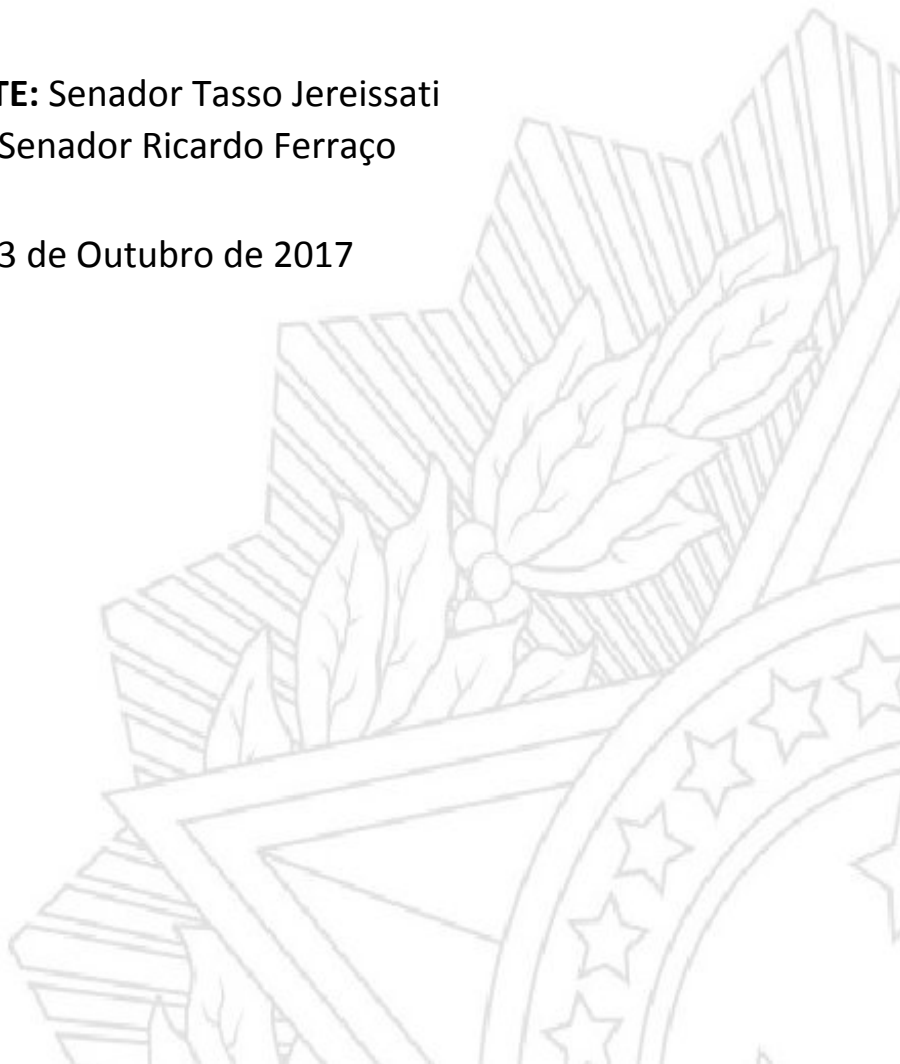 TE: Senador Tasso Jereissati
Senador Ricardo Ferraço
3 de Outubro de 2017